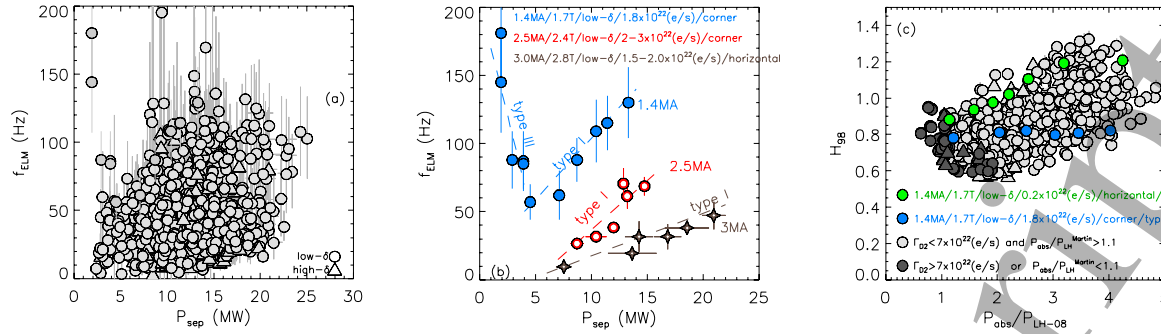 200
150
100
50
0
f_ELM (Hz)
(a)
low-δ
high-δ
0 5 10 15 20 25 30
P_sep (MW)
200
150
100
50
0
f_ELM (Hz)
1.4MA/1.7T/low-δ/1.8x10^22(e/s)/corner
2.5MA/2.4T/low-δ/2-3x10^22(e/s)/corner
3.0MA/2.8T/low-δ/1.5-2.0x10^22(e/s)/horizontal
type III
type I
1.4MA
type I
2.5MA
type I
3MA
(b)
0 5 10 15 20 25
P_sep (MW)
(c)
1.4
1.2
1.0
0.8
0.6
0.4
0.2
0.0
H_98
1.4MA/1.7T/low-δ/0.2x10^22(e/s)/horizontal/
1.4MA/1.7T/low-δ/1.8x10^22(e/s)/corner/typ
Γ_D2<7x10^22(e/s) and P_abs/P_LH^Martin>1.1
Γ_D2>7x10^22(e/s) or P_abs/P_LH^Martin<1.1
0 1 2 3 4
P_abs/P_LH-08